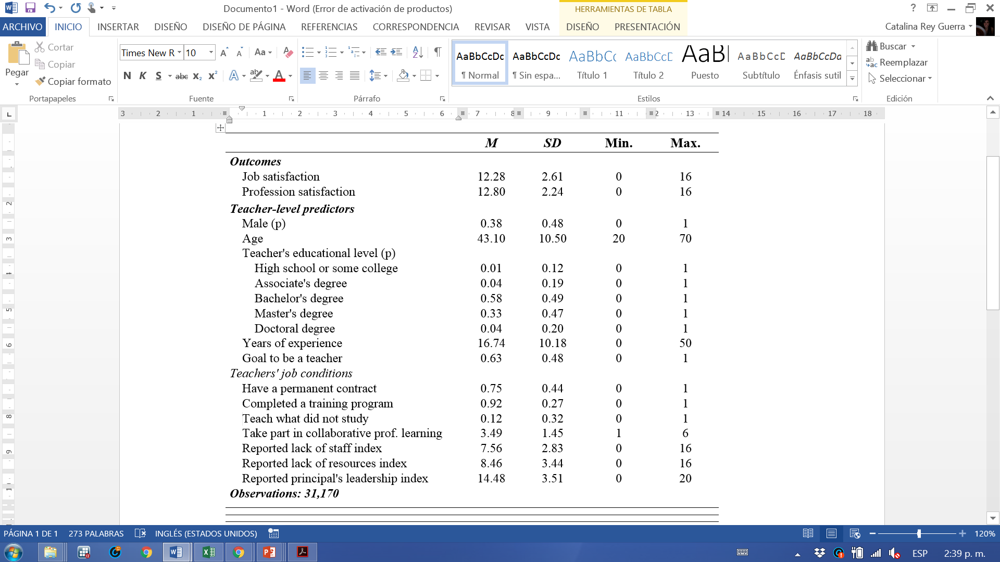 Documento1 - Word (Error de activación de productos)
HERRAMIENTAS DE TABLA
?
ARCHIVO INICIO INSERTAR DISEÑO DISEÑO DE PÁGINA REFERENCIAS CORRESPONDENCIA REVISAR VISTA DISEÑO PRESENTACIÓN
Catalina Rey Guerra
Pegar
Cortar
Copiar
Copiar formato
Portapapeles
Times New R 10
N K S abc x₂ x²
Fuente
Párrafo
AaBbCcDc AaBbCcDc AaBbCc AaBbCcD AaB AaBbCcD AaBbCcDa
¶ Normal ¶ Sin espa... Título 1 Título 2 Puesto Subtítulo Énfasis sutil
Estilos
Buscar
Reemplazar
Seleccionar
Edición
3 2 1 1 2 3 4 5 6 7 8 9 11 12 13 14 15 16 17 18
M SD Min. Max.
Outcomes
Job satisfaction 12.28 2.61 0 16
Profession satisfaction 12.80 2.24 0 16
Teacher-level predictors
Male (p) 0.38 0.48 0 1
Age 43.10 10.50 20 70
Teacher's educational level (p)
High school or some college 0.01 0.12 0 1
Associate's degree 0.04 0.19 0 1
Bachelor's degree 0.58 0.49 0 1
Master's degree 0.33 0.47 0 1
Doctoral degree 0.04 0.20 0 1
Years of experience 16.74 10.18 0 50
Goal to be a teacher 0.63 0.48 0 1
Teachers' job conditions
Have a permanent contract 0.75 0.44 0 1
Completed a training program 0.92 0.27 0 1
Teach what did not study 0.12 0.32 0 1
Take part in collaborative prof. learning 3.49 1.45 1 6
Reported lack of staff index 7.56 2.83 0 16
Reported lack of resources index 8.46 3.44 0 16
Reported principal's leadership index 14.48 3.51 0 20
Observations: 31,170
PÁGINA 1 DE 1 273 PALABRAS INGLÉS (ESTADOS UNIDOS) 120%
ESP 2:39 p. m.